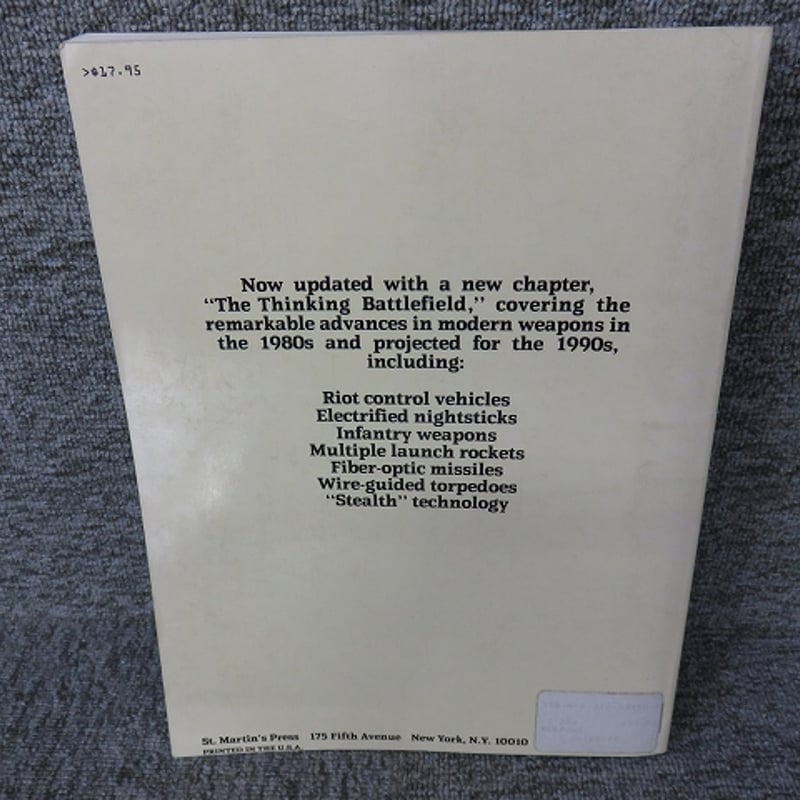 >$17.95
Now updated with a new chapter,
“The Thinking Battlefield,” covering the
remarkable advances in modern weapons in
the 1980s and projected for the 1990s,
including:
Riot control vehicles
Electrified nightsticks
Infantry weapons
Multiple launch rockets
Fiber-optic missiles
Wire-guided torpedoes
“Stealth” technology
St. Martin's Press 175 Fifth Avenue New York, N.Y. 10010
PRINTED IN THE U.S.A.